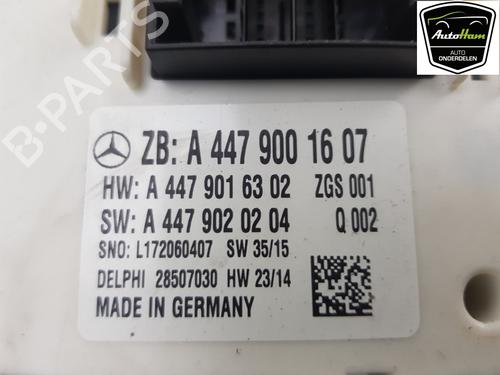 AutoHam
AUTO
ONDERDELEN
B-PARTS
ZB: A 447 900 16 07
HW: A 447 901 63 02 ZGS 001
SW: A 447 902 02 04 Q 002
SNO: L172060407 SW 35/15
DELPHI 28507030 HW 23/14
MADE IN GERMANY